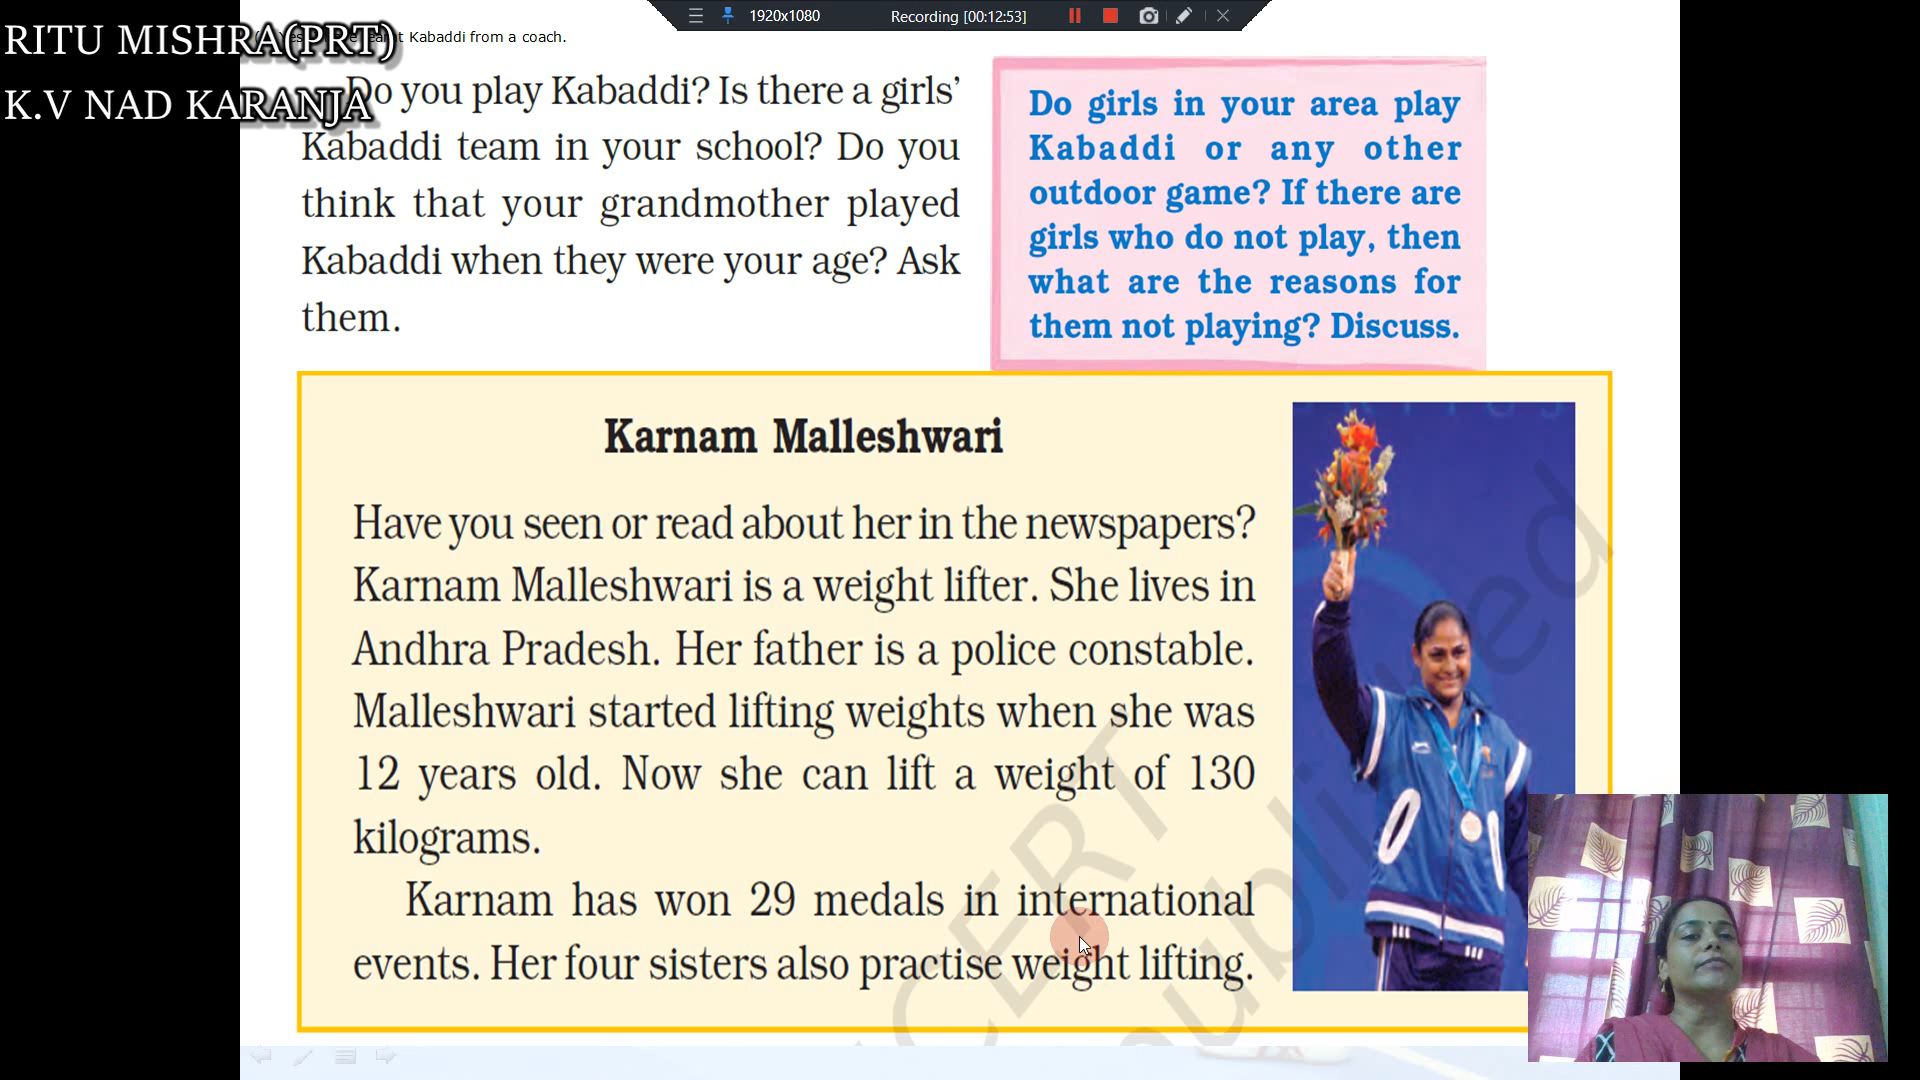 1920x1080
Recording [00:12:53]
RITU MISHRA(PRT)
Kabaddi from a coach.
K.V NAD KARANJA
Do you play Kabaddi? Is there a girls’
Kabaddi team in your school? Do you
think that your grandmother played
Kabaddi when they were your age? Ask
them.
Do girls in your area play
Kabaddi or any other
outdoor game? If there are
girls who do not play, then
what are the reasons for
them not playing? Discuss.
Karnam Malleshwari
Have you seen or read about her in the newspapers?
Karnam Malleshwari is a weight lifter. She lives in
Andhra Pradesh. Her father is a police constable.
Malleshwari started lifting weights when she was
12 years old. Now she can lift a weight of 130
kilograms.
Karnam has won 29 medals in international
events. Her four sisters also practise weight lifting.